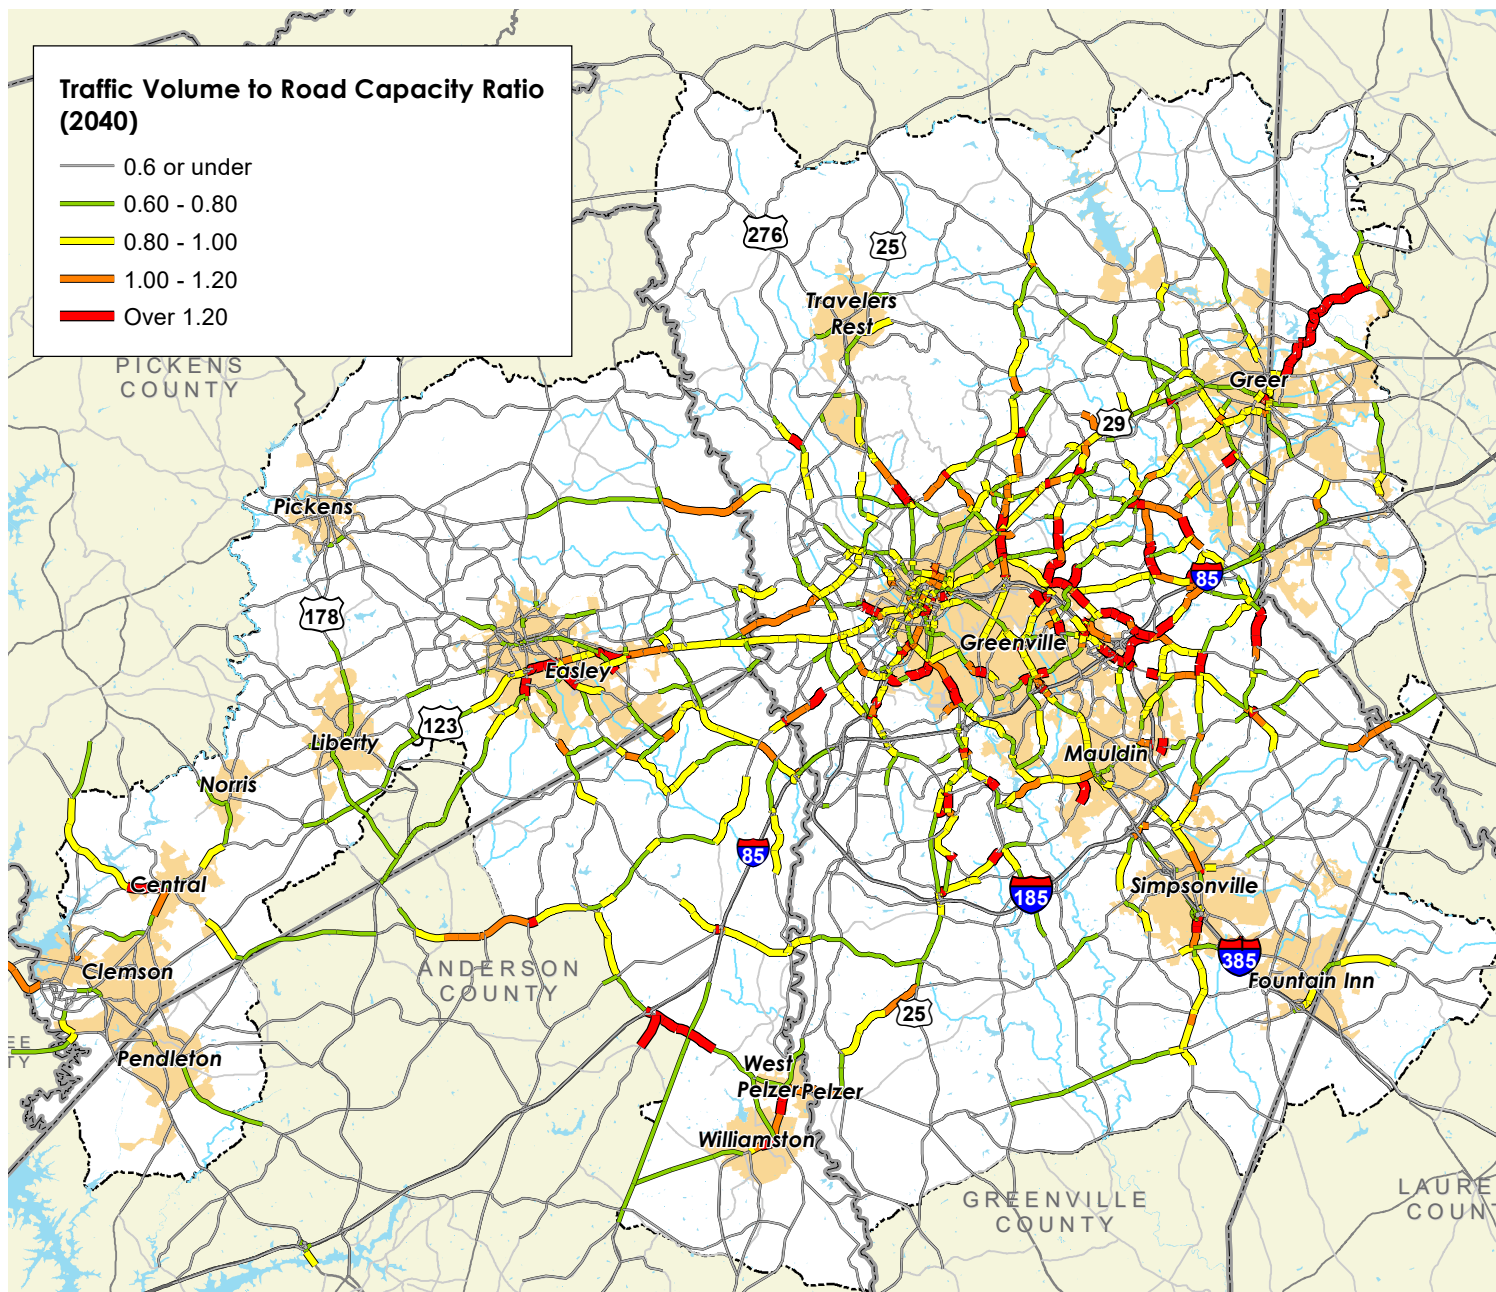 Traffic Volume to Road Capacity Ratio
(2040)
0.6 or under
0.60 - 0.80
0.80 - 1.00
1.00 - 1.20
Over 1.20
PICKENS
COUNTY
276
25
Travelers
Rest
Greer
29
Pickens
178
85
Greenville
Easley
123
Liberty
Mauldin
Norris
85
Central
Simpsonville
185
Clemson
ANDERSON
COUNTY
385
Fountain Inn
25
EE
TY
Pendleton
West
Pelzer
Pelzer
Williamston
GREENVILLE
COUNTY
LAURE
COUNT